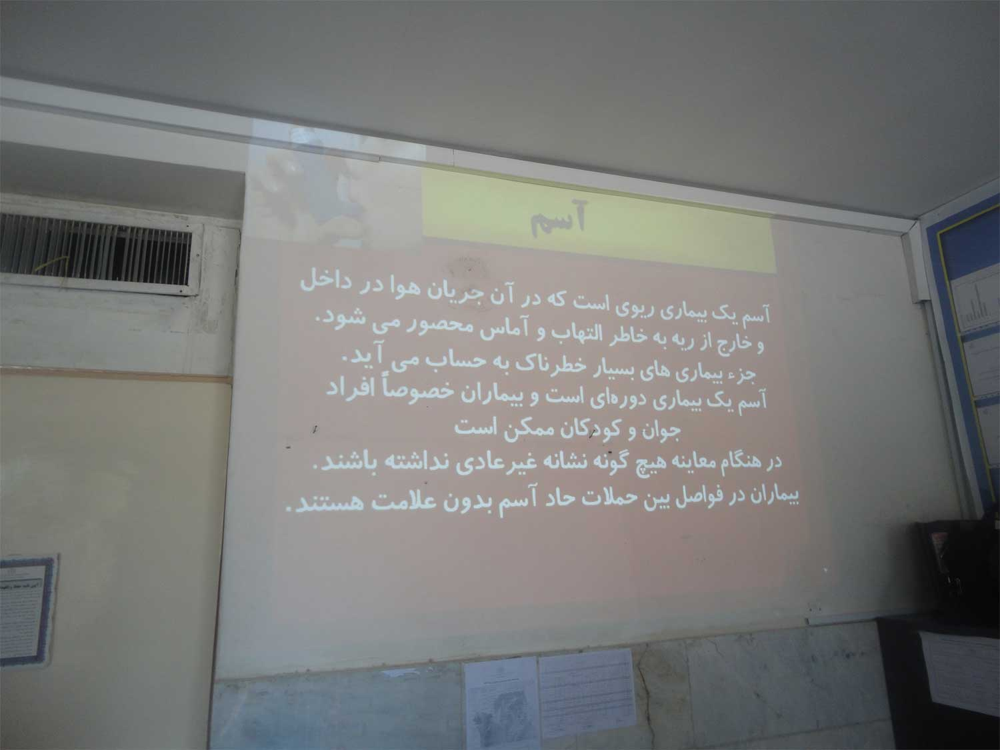 آسم
آسم یک بیماری ریوی است که در آن جریان هوا در داخل
و خارج از ریه به خاطر التهاب و آماس محصور می شود.
جزء بیماری های بسیار خطرناک به حساب می آید.
آسم یک بیماری دوره‌ای است و بیماران خصوصاً افراد
جوان و کودکان ممکن است
در هنگام معاینه هیچ گونه نشانه غیرعادی نداشته باشند.
بیماران در فواصل بین حملات حاد آسم بدون علامت هستند.